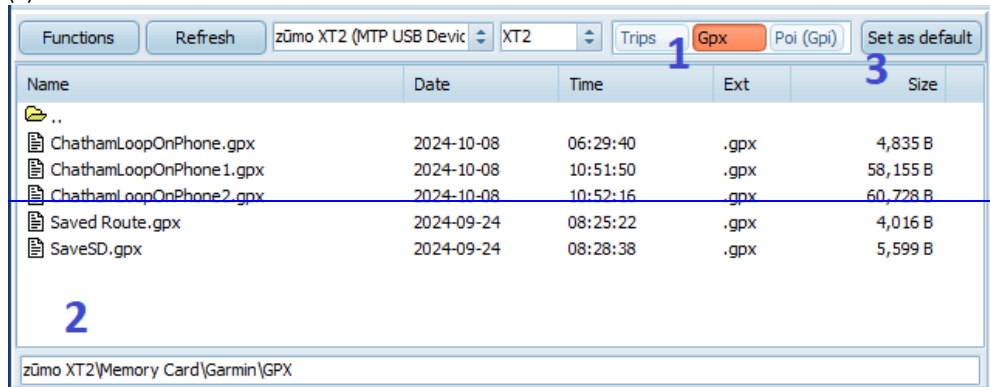 Functions Refresh zūmo XT2 (MTP USB Devic XT2 Trips 1 Gpx Poi (Gpi) Set as default
3
Name Date Time Ext Size
..
ChathamLoopOnPhone.gpx 2024-10-08 06:29:40 .gpx 4,835 B
ChathamLoopOnPhone1.gpx 2024-10-08 10:51:50 .gpx 58,155 B
ChathamLoopOnPhone2.gpx 2024-10-08 10:52:16 .gpx 60,728 B
Saved Route.gpx 2024-09-24 08:25:22 .gpx 4,016 B
SaveSD.gpx 2024-09-24 08:28:38 .gpx 5,599 B
2
zūmo XT2\Memory Card\Garmin\GPX